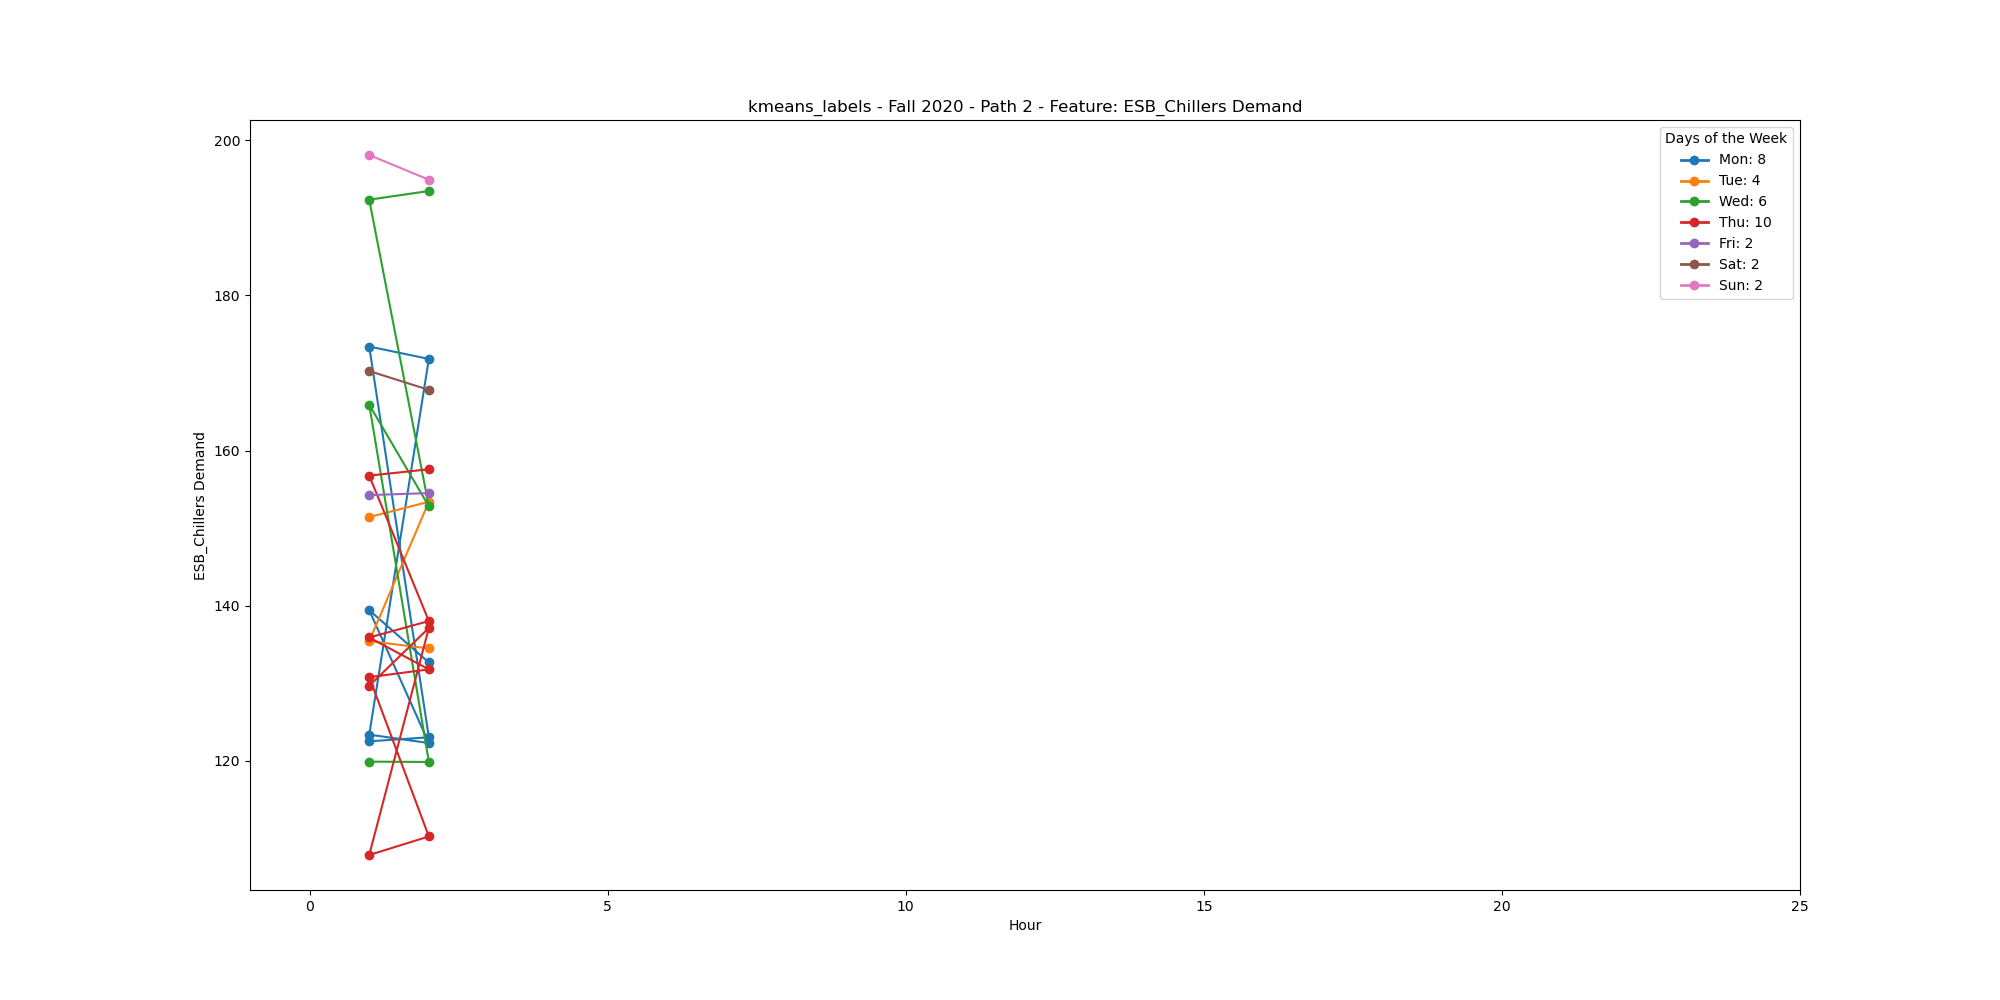 kmeans_labels - Fall 2020 - Path 2 - Feature: ESB_Chillers Demand
Days of the Week
Mon: 8
Tue: 4
Wed: 6
Thu: 10
Fri: 2
Sat: 2
Sun: 2
ESB_Chillers Demand
200
180
160
140
120
0 5 10 15 20 25
Hour